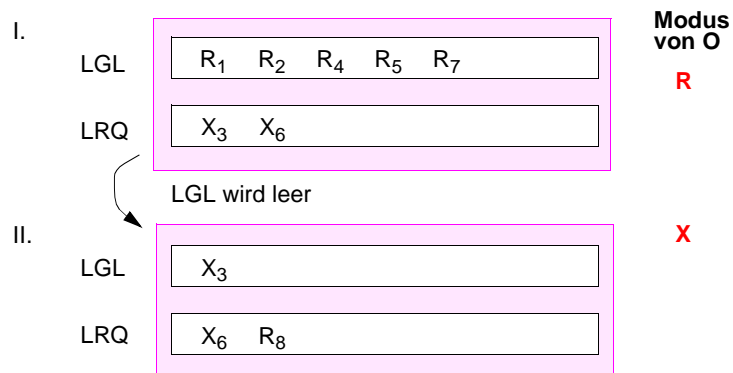 I.
Modus
von O
LGL R₁ R₂ R₄ R₅ R₇
R
LRQ X₃ X₆
LGL wird leer
II.
X
LGL X₃
LRQ X₆ R₈